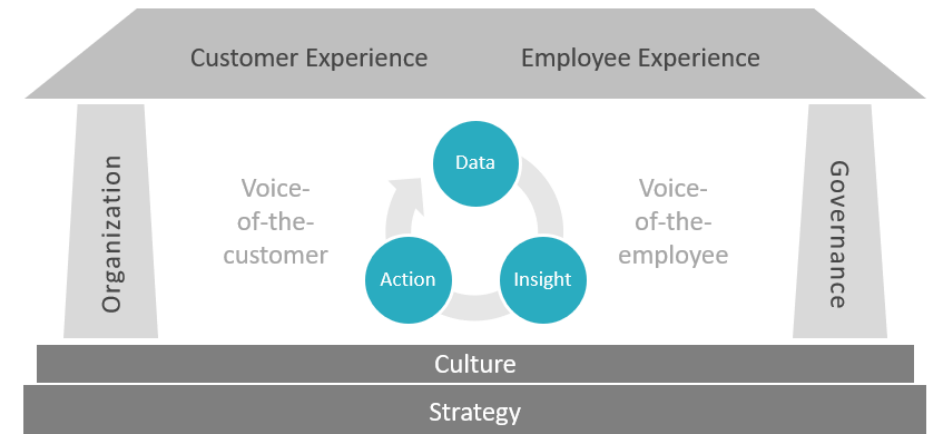 Customer Experience
Employee Experience
Organization
Voice-
of-the-
customer
Data
Action
Insight
Voice-
of-the-
employee
Governance
Culture
Strategy